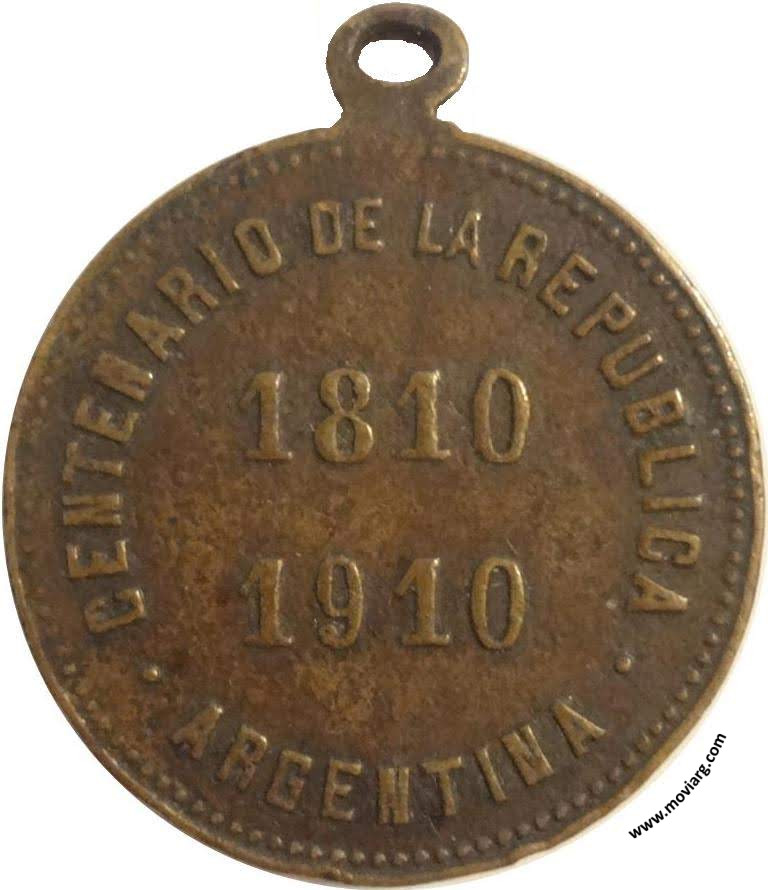 CENTENARIO DE LA REPUBLICA
1810
1910
· ARGENTINA ·
www.moviarg.com